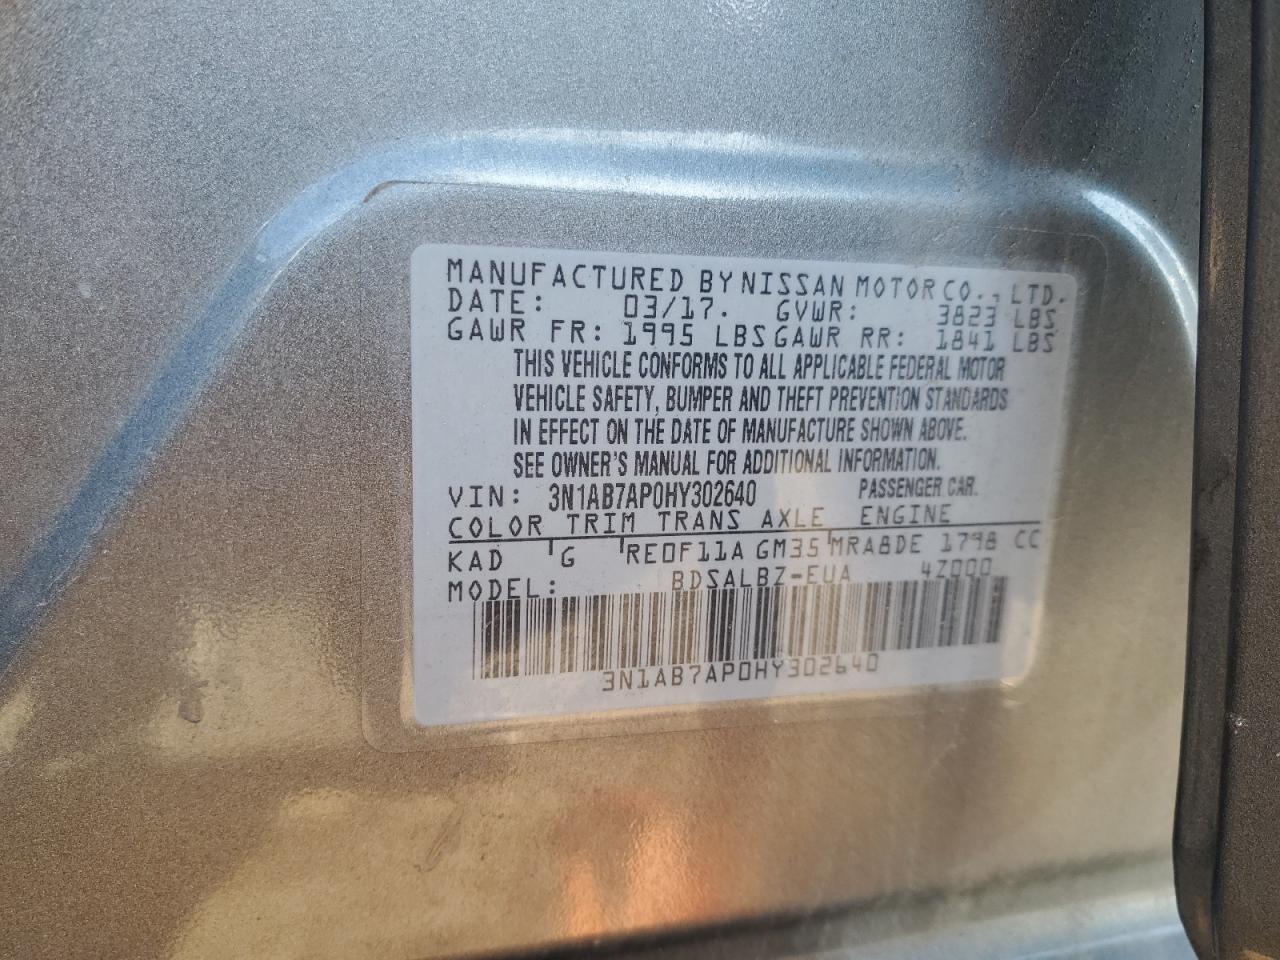 MANUFACTURED BY NISSAN MOTOR CO., LTD.
DATE: 03/17. GVWR: 3823 LBS
GAWR FR: 1995 LBS GAWR RR: 1841 LBS
THIS VEHICLE CONFORMS TO ALL APPLICABLE FEDERAL MOTOR
VEHICLE SAFETY, BUMPER AND THEFT PREVENTION STANDARDS
IN EFFECT ON THE DATE OF MANUFACTURE SHOWN ABOVE.
SEE OWNER'S MANUAL FOR ADDITIONAL INFORMATION.
VIN: 3N1AB7AP0HY302640 PASSENGER CAR.
COLOR TRIM TRANS AXLE ENGINE
KAD G RE0F11A GM35 MRA8DE 1798 CC
MODEL: BDSALBZ-EUA 4Z000
3N1AB7AP0HY302640